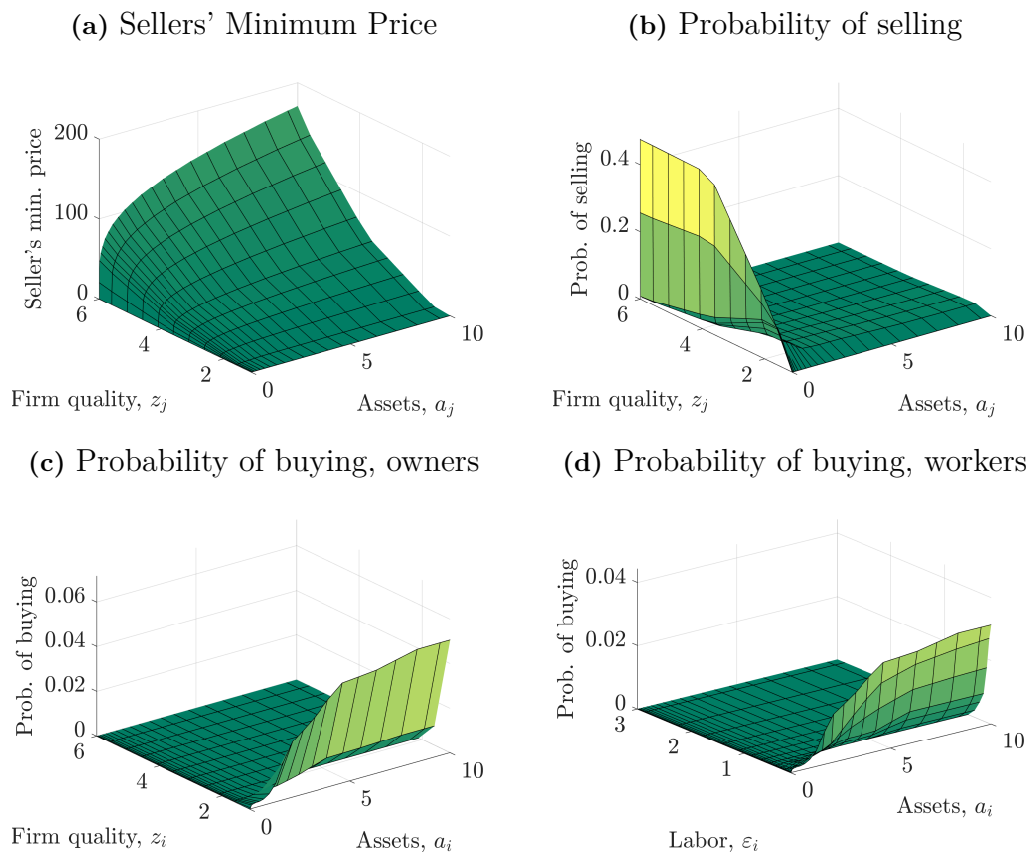 (a) Sellers' Minimum Price
200
100
0
Seller's min. price
6
4
2
Firm quality, z_j
0
5
10
Assets, a_j
(b) Probability of selling
0.4
0.2
0
Prob. of selling
6
4
2
Firm quality, z_j
0
5
10
Assets, a_j
(c) Probability of buying, owners
0.06
0.04
0.02
0
Prob. of buying
6
4
2
Firm quality, z_i
0
5
10
Assets, a_i
(d) Probability of buying, workers
0.04
0.02
0
Prob. of buying
3
2
1
Labor, ε_i
0
5
10
Assets, a_i